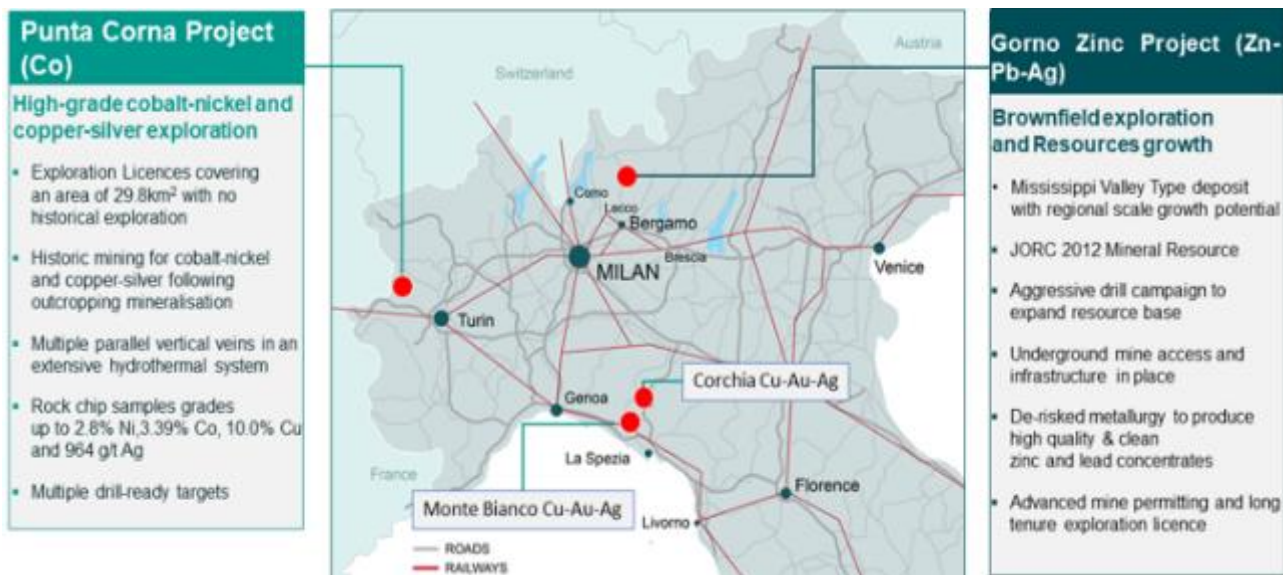 Punta Corna Project
(Co)
High-grade cobalt-nickel and
copper-silver exploration
Exploration Licences covering
an area of 29.8km² with no
historical exploration
Historic mining for cobalt-nickel
and copper-silver following
outcropping mineralisation
Multiple parallel vertical veins in an
extensive hydrothermal system
Rock chip samples grades
up to 2.8% Ni,3.39% Co, 10.0% Cu
and 964 g/t Ag
Multiple drill-ready targets
Switzerland
Austria
Como
Lecco
Bergamo
Brescia
MILAN
Venice
Turin
Corchia Cu-Au-Ag
Genoa
La Spezia
France
Florence
Monte Bianco Cu-Au-Ag
Livorno
ROADS
RAILWAYS
Gorno Zinc Project (Zn-
Pb-Ag)
Brownfield exploration
and Resources growth
Mississippi Valley Type deposit
with regional scale growth potential
JORC 2012 Mineral Resource
Aggressive drill campaign to
expand resource base
Underground mine access and
infrastructure in place
De-risked metallurgy to produce
high quality & clean
zinc and lead concentrates
Advanced mine permitting and long
tenure exploration licence